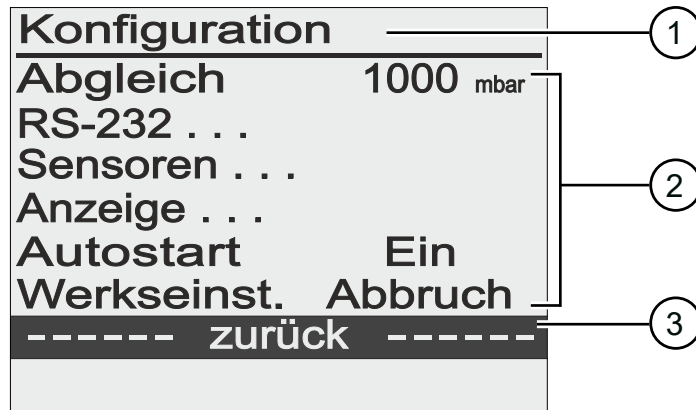 Konfiguration
Abgleich 1000 mbar
RS-232 . . .
Sensoren . . .
Anzeige . . .
Autostart Ein
Werkseinst. Abbruch
------ zurück ------
1
2
3